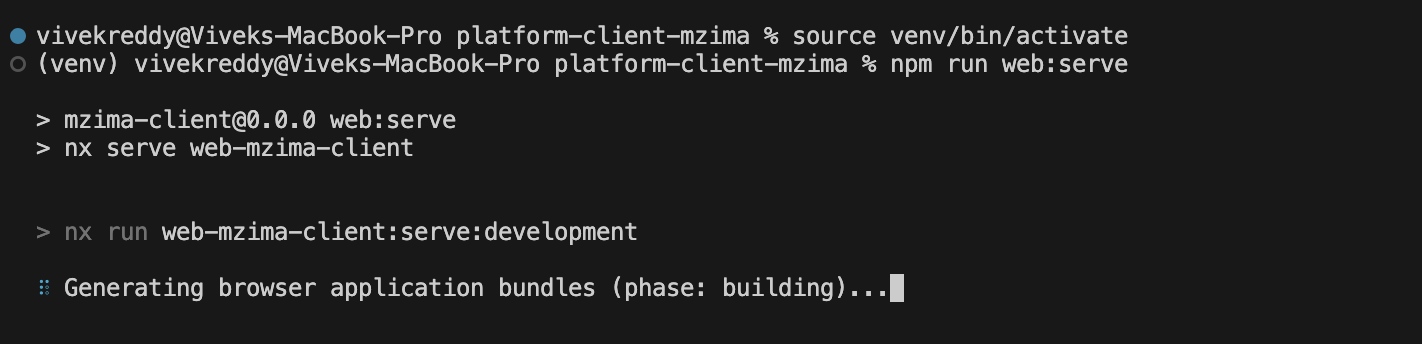 vivekreddy@Viveks-MacBook-Pro platform-client-mzima % source venv/bin/activate
(venv) vivekreddy@Viveks-MacBook-Pro platform-client-mzima % npm run web:serve
> mzima-client@0.0.0 web:serve
> nx serve web-mzima-client
> nx run web-mzima-client:serve:development
Generating browser application bundles (phase: building)...